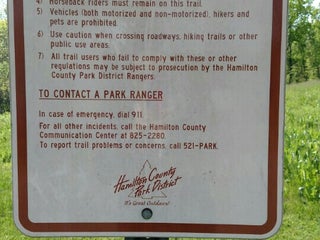 4) Horseback riders must remain on this trail.
5) Vehicles (both motorized and non-motorized), hikers and
pets are prohibited.
6) Use caution when crossing roadways, hiking trails or other
public use areas.
7) All trail users who fail to comply with these or other
regulations may be subject to prosecution by the Hamilton
County Park District Rangers.
TO CONTACT A PARK RANGER
In case of emergency, dial 911.
For all other incidents, call the Hamilton County
Communication Center at 825-2280.
To report trail problems or concerns, call 521-PARK.
Hamilton County
Park District
It's Great Outdoors!